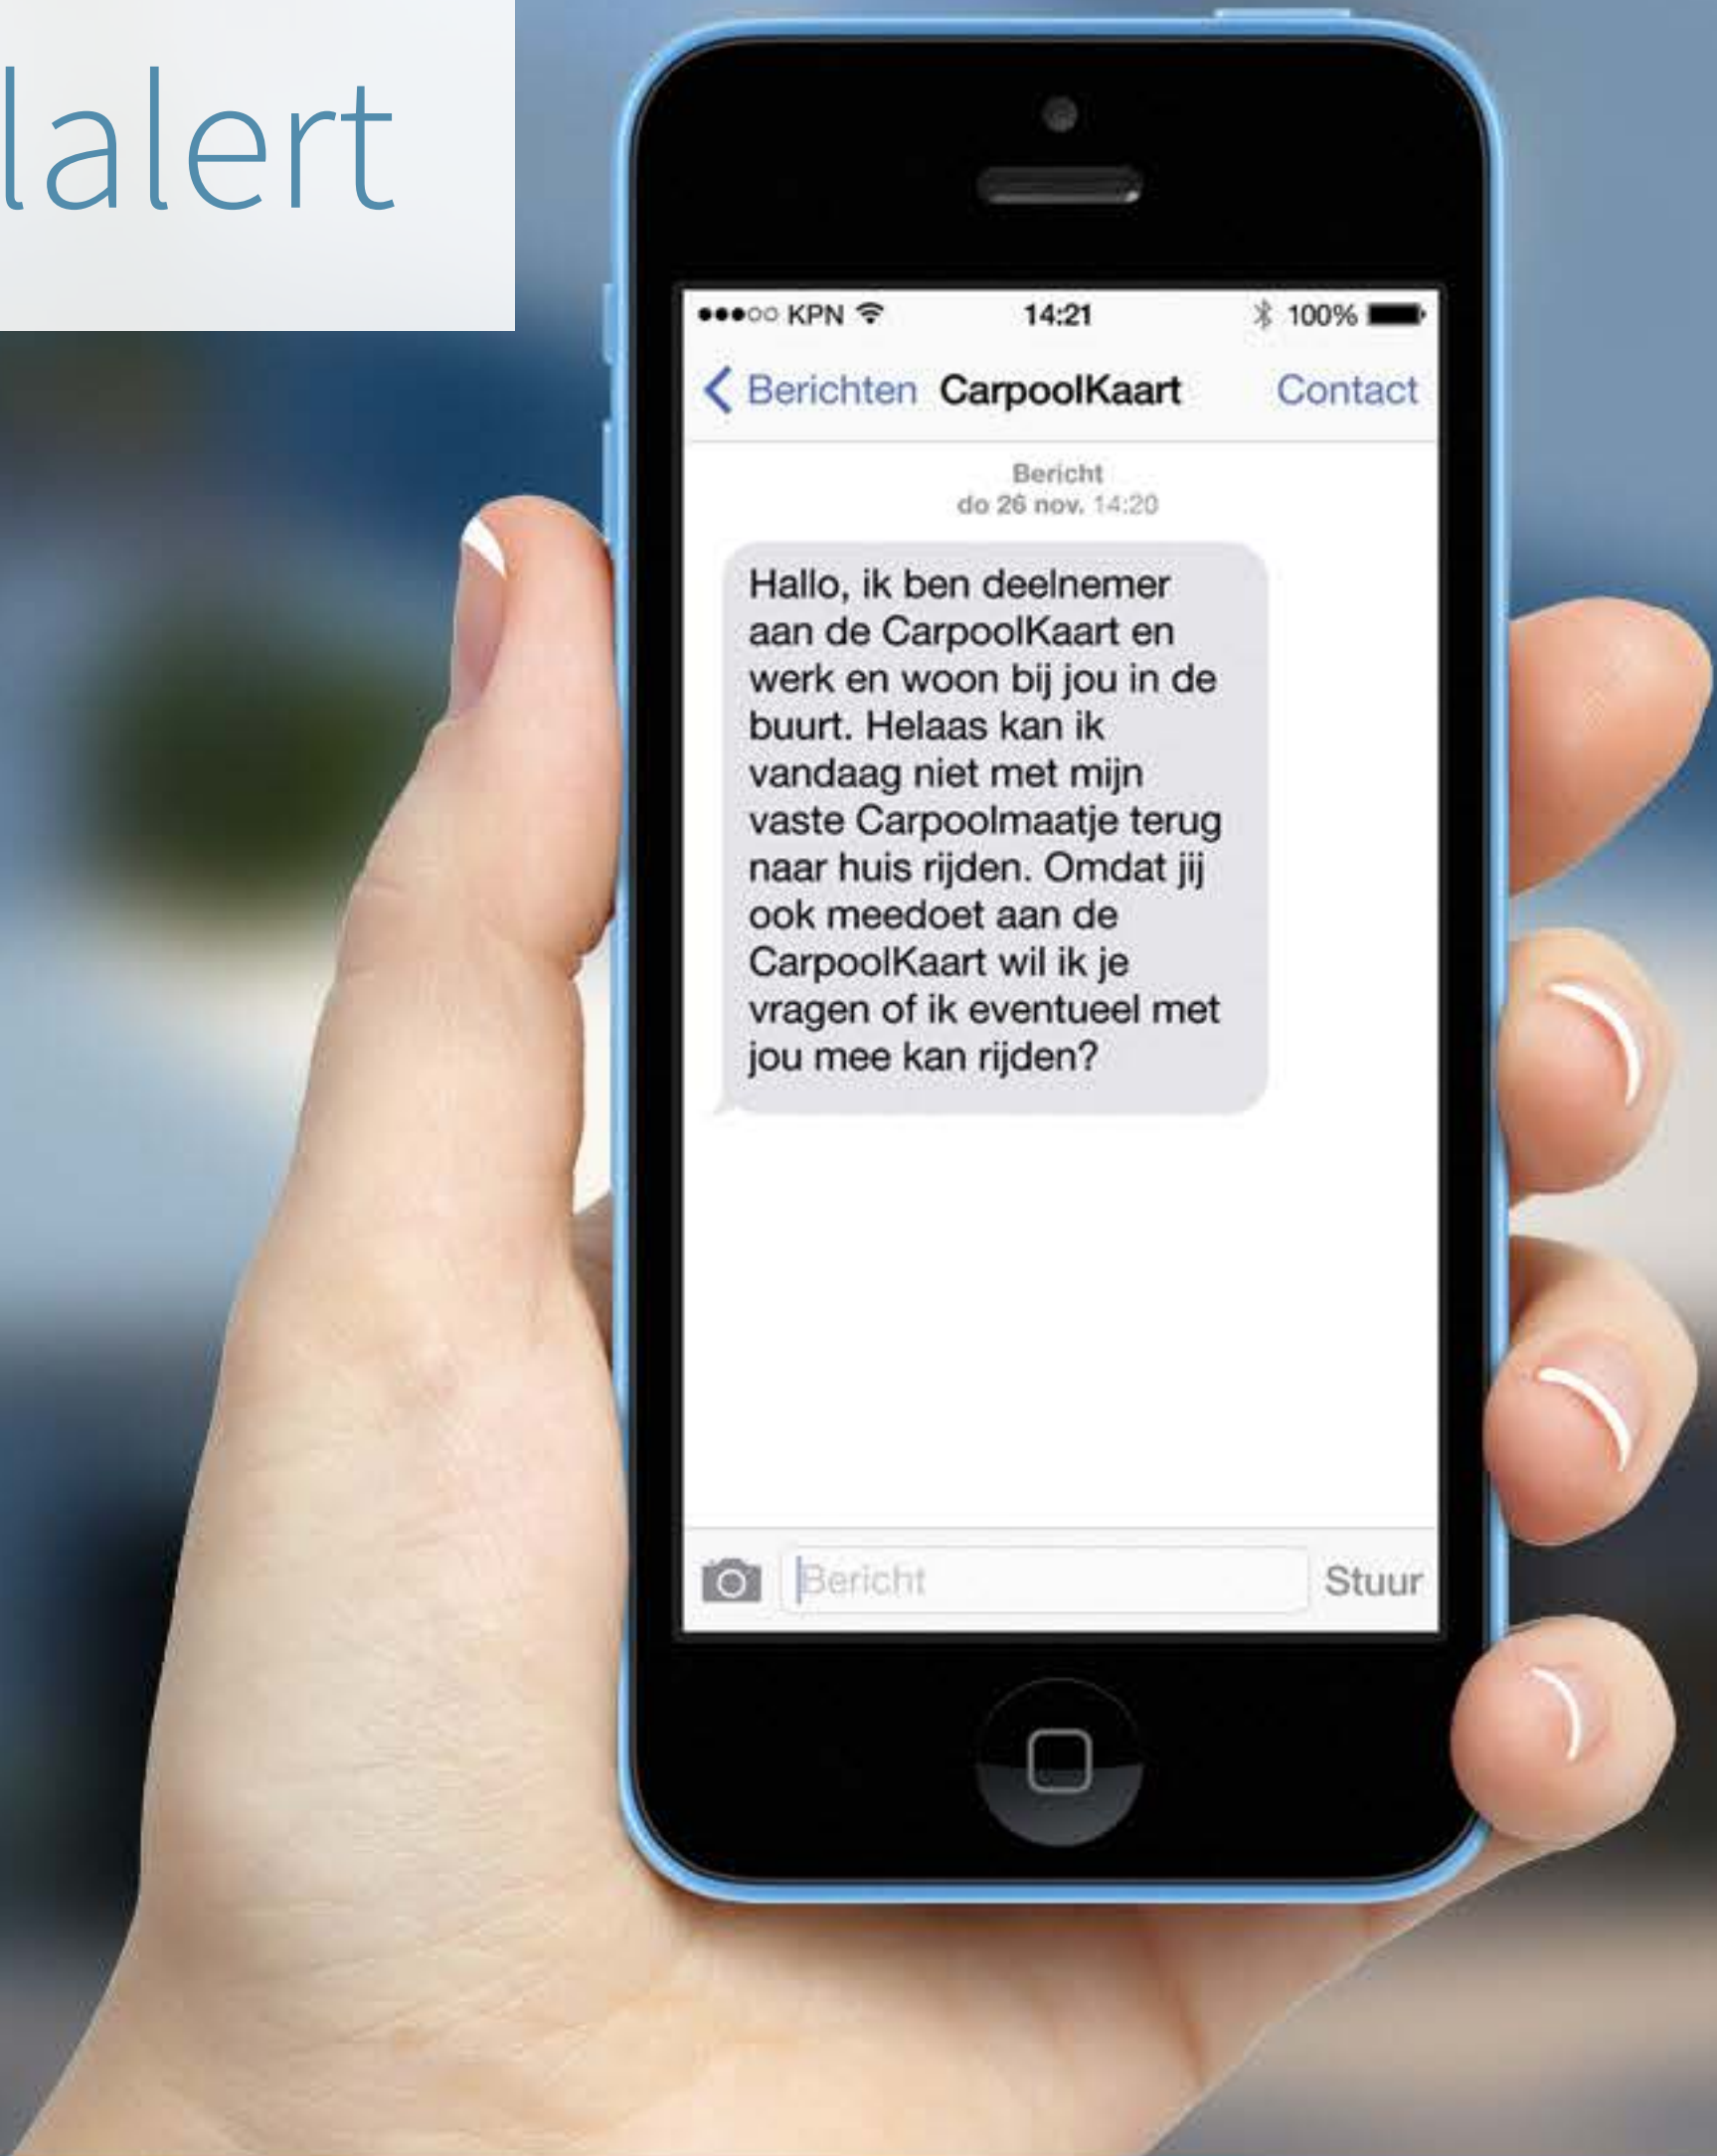 lalert
KPN 14:21 100%
Berichten CarpoolKaart Contact
Bericht
do 26 nov. 14:20
Hallo, ik ben deelnemer
aan de CarpoolKaart en
werk en woon bij jou in de
buurt. Helaas kan ik
vandaag niet met mijn
vaste Carpoolmaatje terug
naar huis rijden. Omdat jij
ook meedoet aan de
CarpoolKaart wil ik je
vragen of ik eventueel met
jou mee kan rijden?
Bericht Stuur